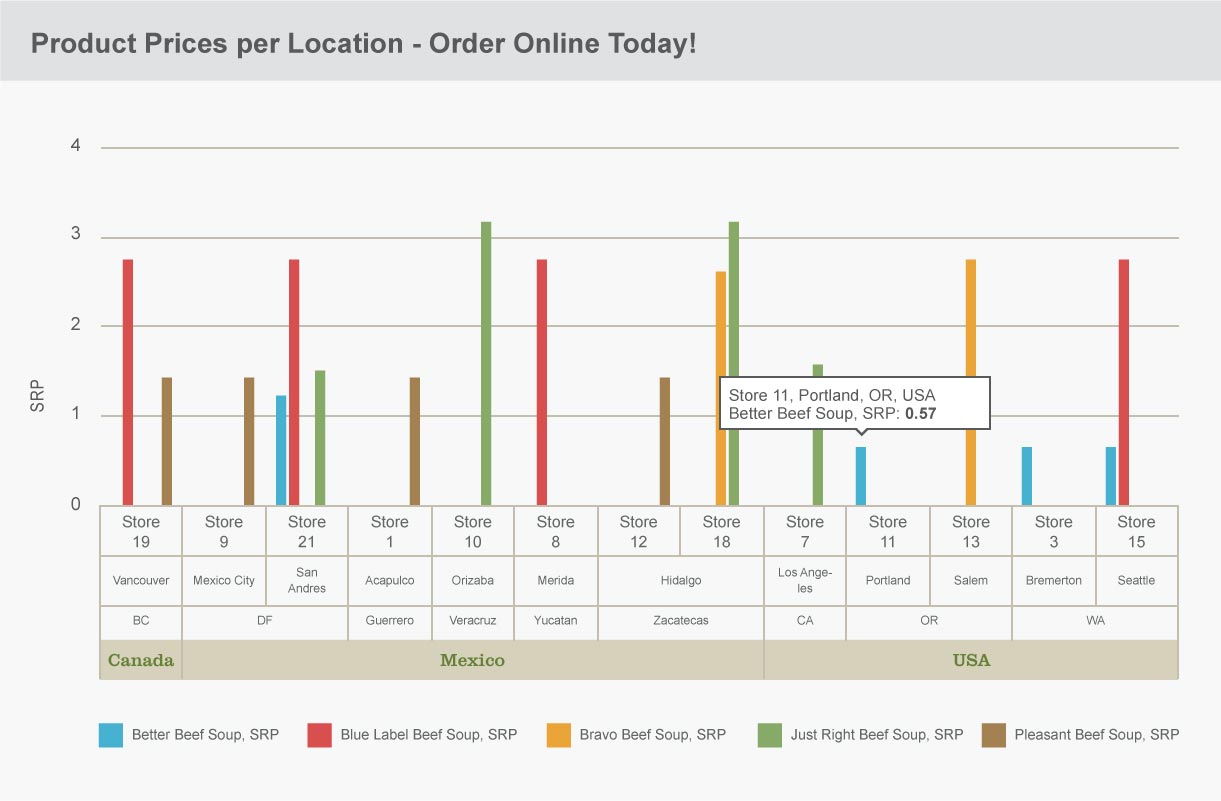 Product Prices per Location - Order Online Today!
4
3
2
1
0
SRP
Store 11, Portland, OR, USA
Better Beef Soup, SRP: 0.57
Store 19
Store 9
Store 21
Store 1
Store 10
Store 8
Store 12
Store 18
Store 7
Store 11
Store 13
Store 3
Store 15
Vancouver
Mexico City
San Andres
Acapulco
Orizaba
Merida
Hidalgo
Los Ange-
les
Portland
Salem
Bremerton
Seattle
BC
DF
Guerrero
Veracruz
Yucatan
Zacatecas
CA
OR
WA
Canada
Mexico
USA
Better Beef Soup, SRP
Blue Label Beef Soup, SRP
Bravo Beef Soup, SRP
Just Right Beef Soup, SRP
Pleasant Beef Soup, SRP